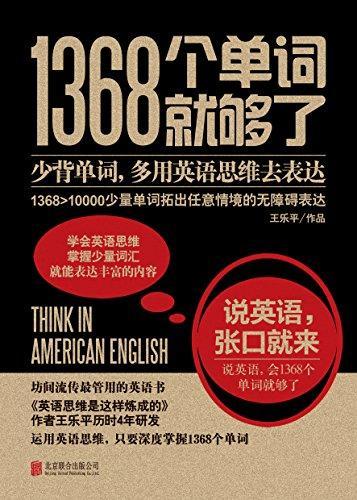 1368个单词
就够了
少背单词，多用英语思维去表达
1368>10000少量单词拓出任意情境的无障碍表达
王乐平/作品
学会英语思维
掌握少量词汇
就能表达丰富的内容
THINK IN
AMERICAN ENGLISH
说英语，
张口就来
说英语，会1368个
单词就够了
坊间流传最管用的英语书
《英语思维是这样炼成的》
作者王乐平历时4年研发
运用英语思维，只要深度掌握1368个单词
北京联合出版公司